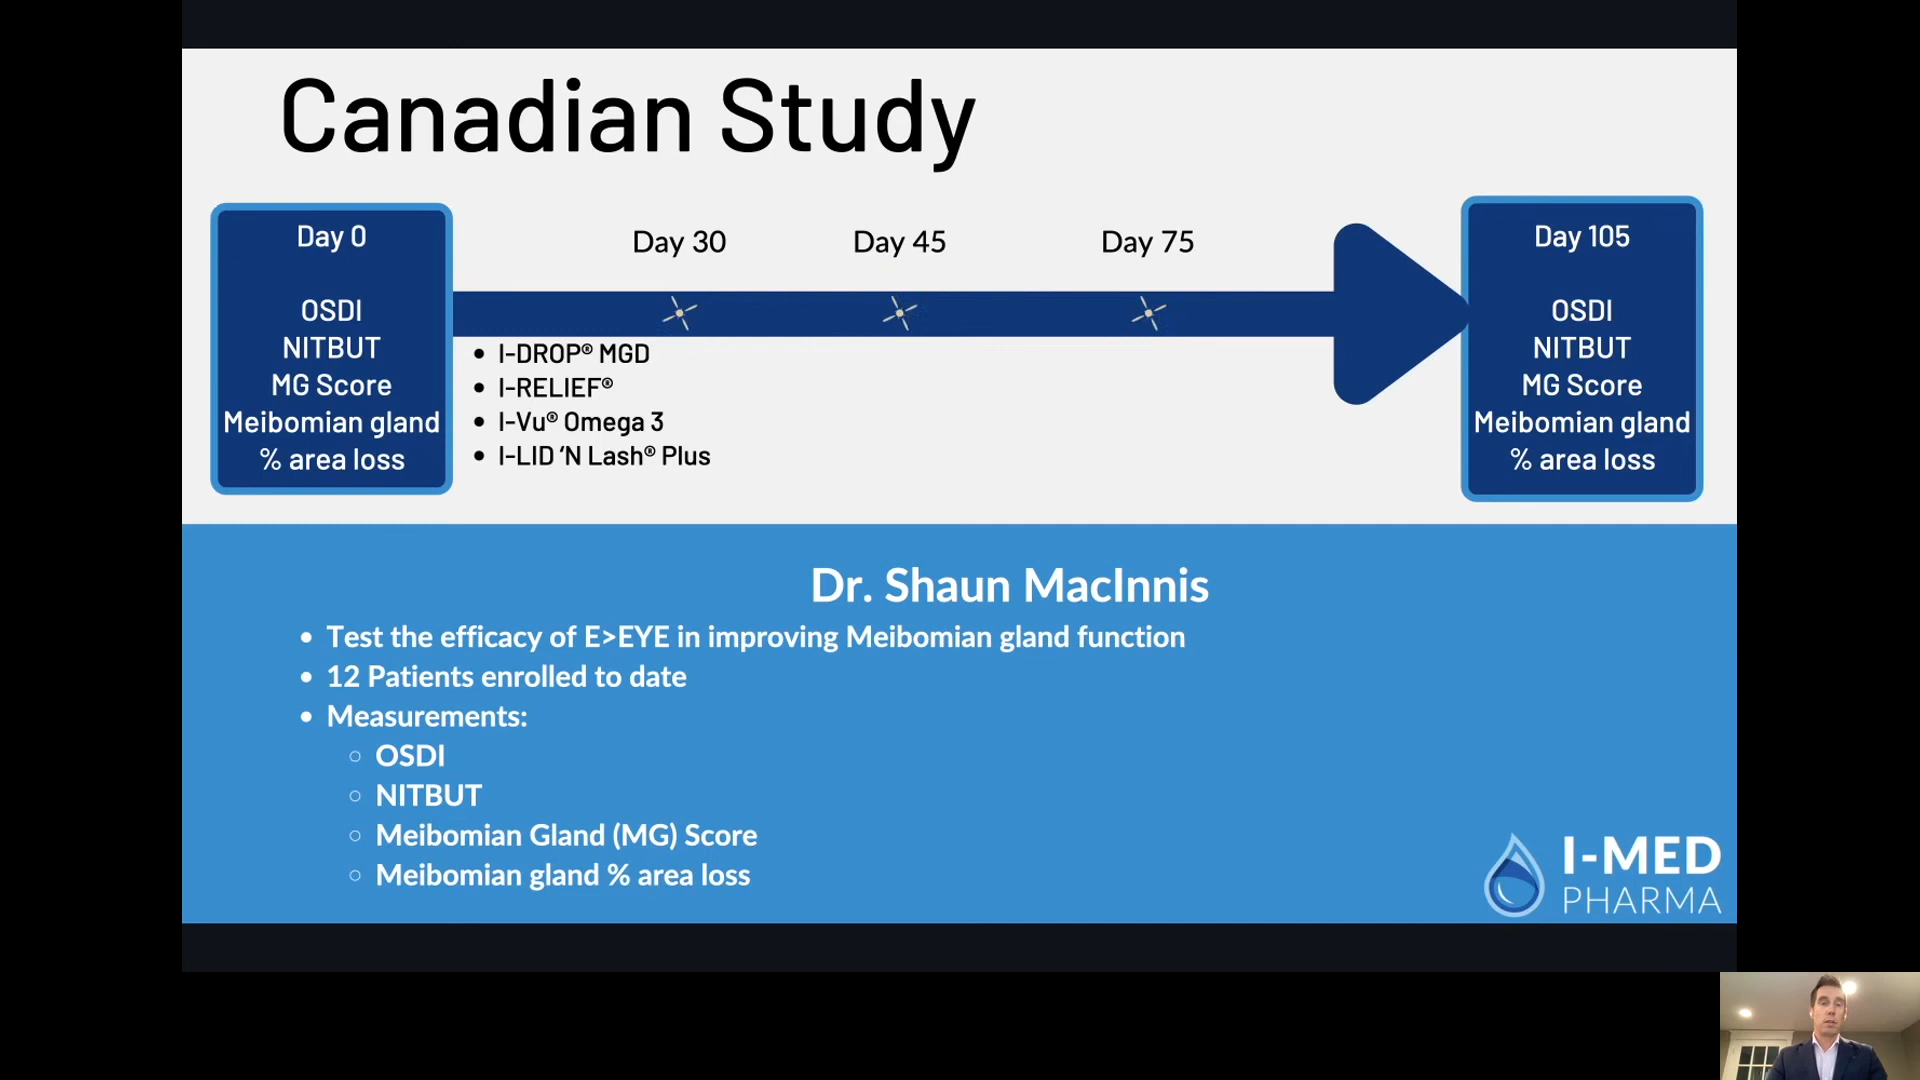 Canadian Study
Day 0
OSDI
NITBUT
MG Score
Meibomian gland
% area loss
Day 30
Day 45
Day 75
• I-DROP® MGD
• I-RELIEF®
• I-Vu® Omega 3
• I-LID ‘N Lash® Plus
Day 105
OSDI
NITBUT
MG Score
Meibomian gland
% area loss
Dr. Shaun MacInnis
• Test the efficacy of E>EYE in improving Meibomian gland function
• 12 Patients enrolled to date
• Measurements:
○ OSDI
○ NITBUT
○ Meibomian Gland (MG) Score
○ Meibomian gland % area loss
I-MED
PHARMA